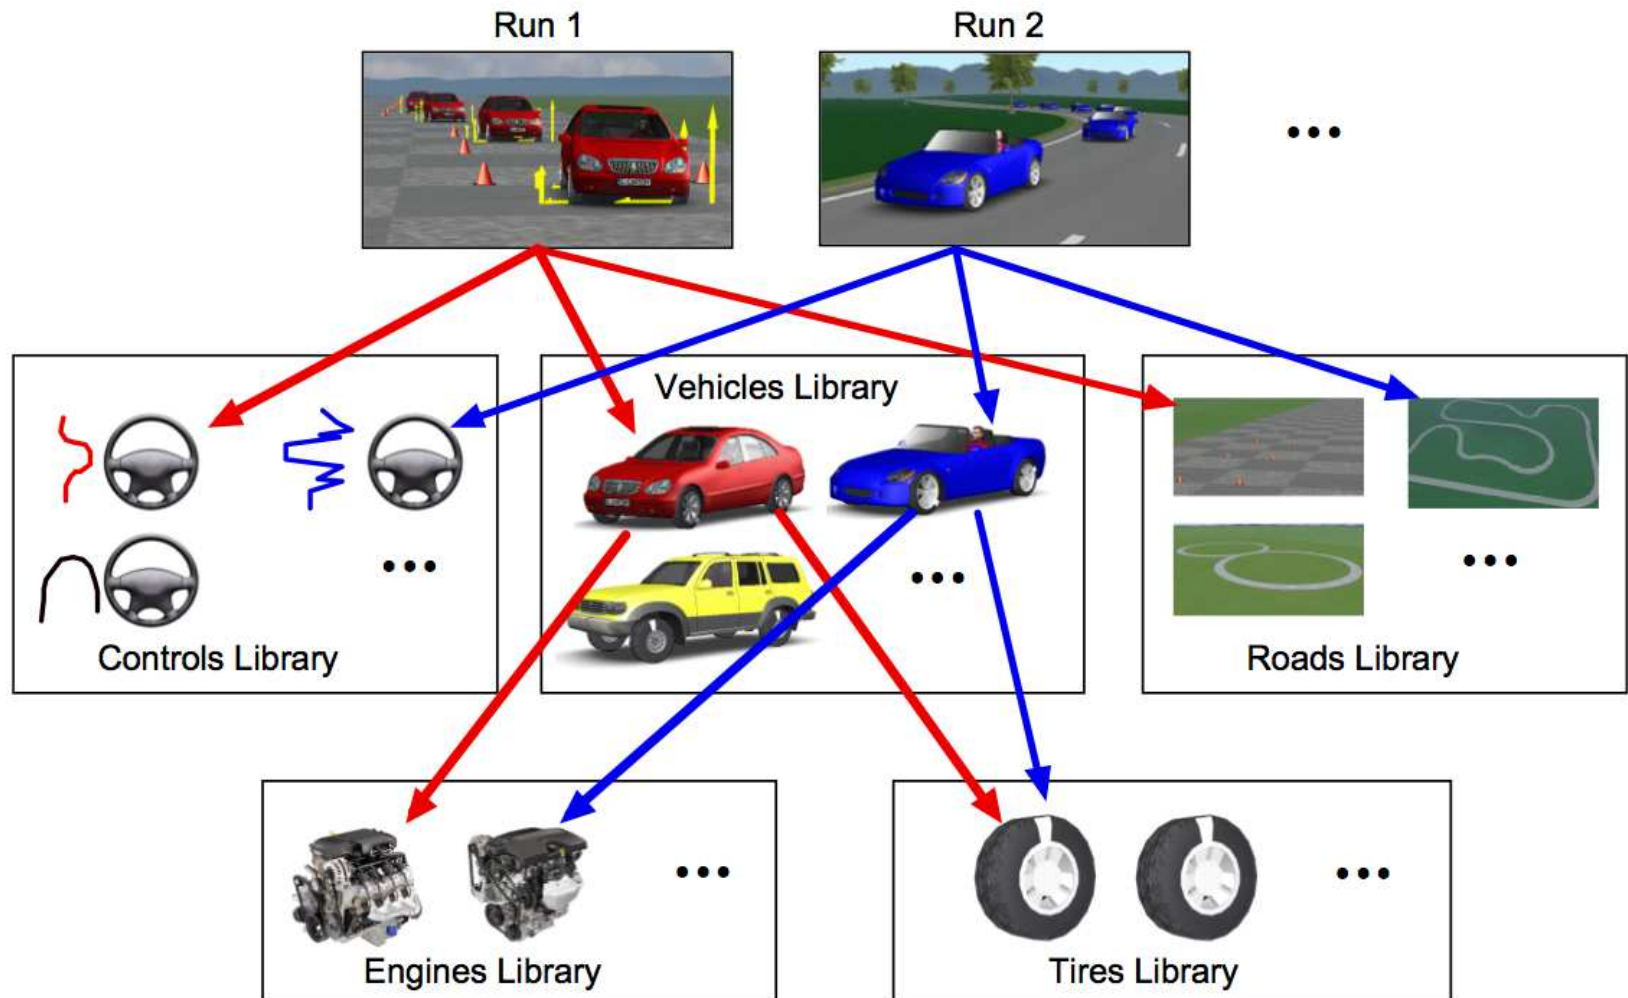 Run 1
Run 2
•••
Vehicles Library
•••
•••
•••
Controls Library
Roads Library
•••
•••
Engines Library
Tires Library